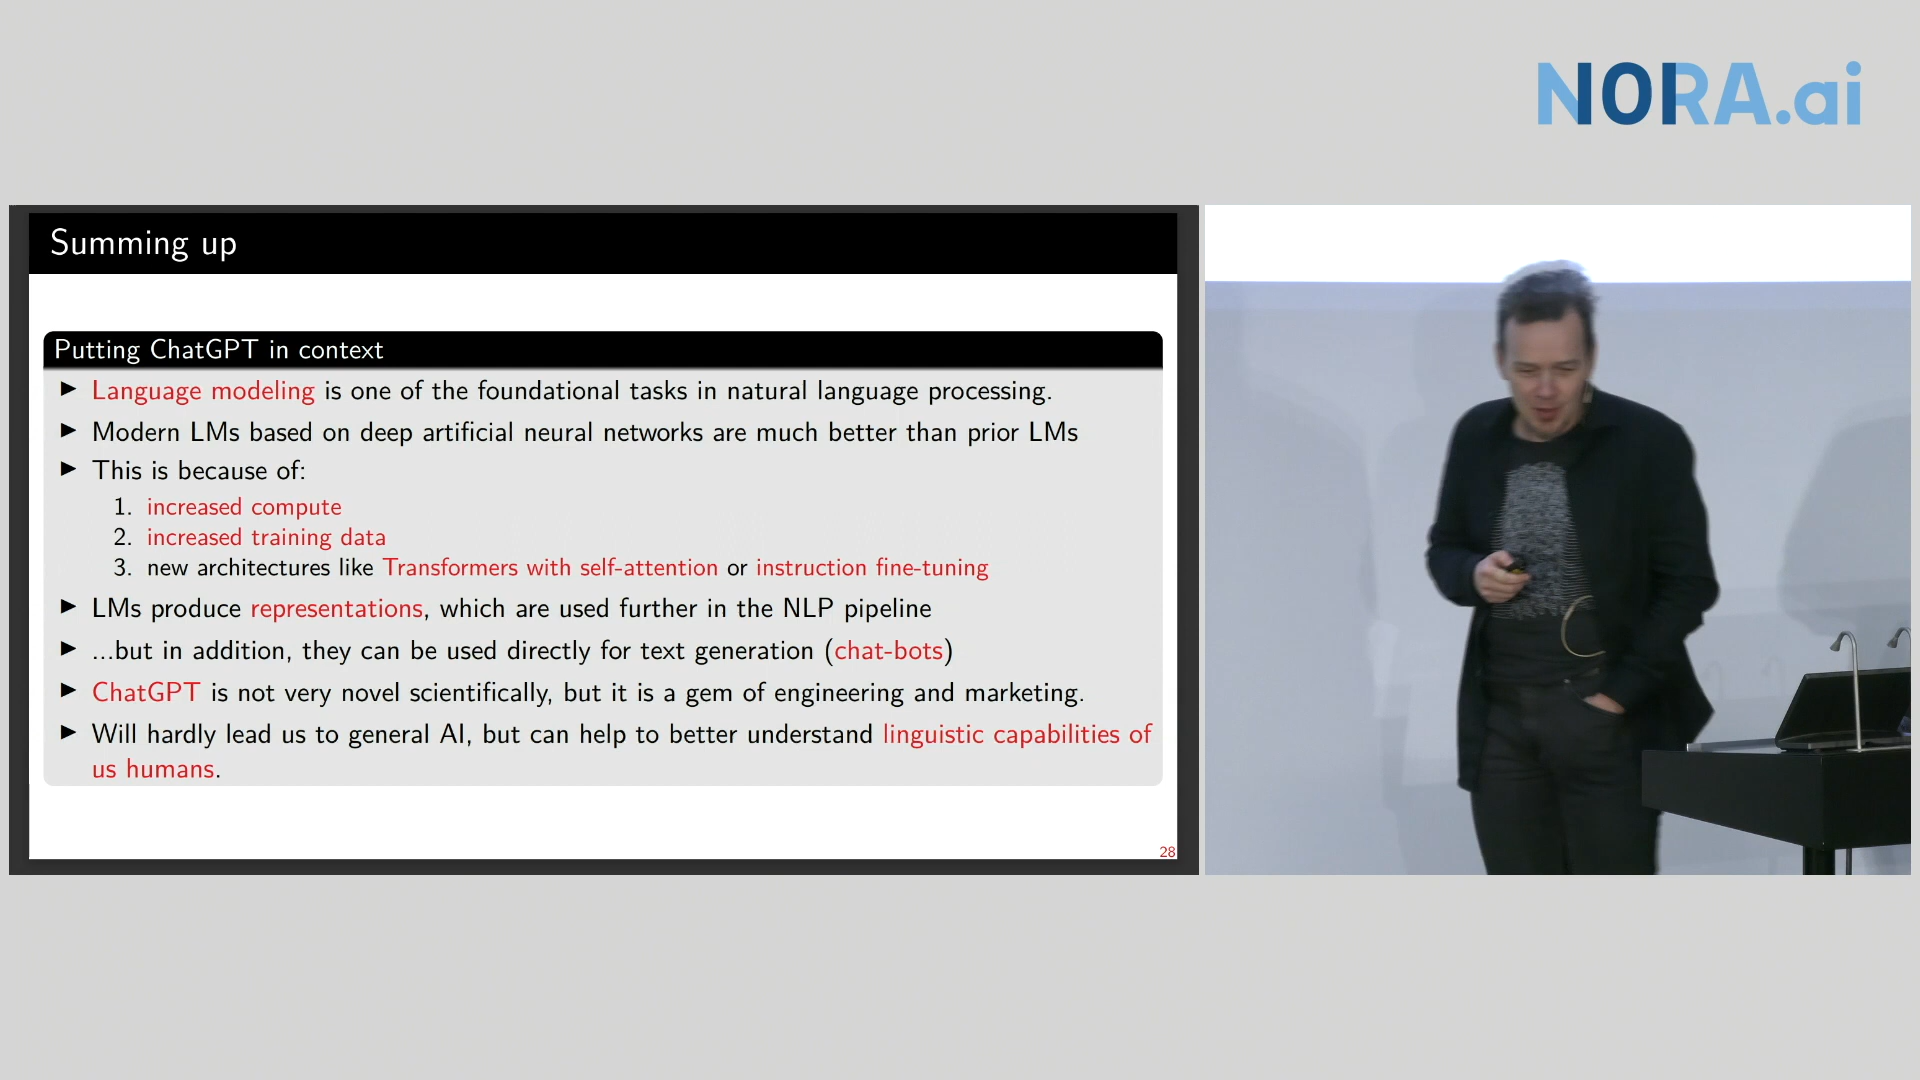 NORA.ai
Summing up
Putting ChatGPT in context
► Language modeling is one of the foundational tasks in natural language processing.
► Modern LMs based on deep artificial neural networks are much better than prior LMs
► This is because of:
1. increased compute
2. increased training data
3. new architectures like Transformers with self-attention or instruction fine-tuning
► LMs produce representations, which are used further in the NLP pipeline
► ...but in addition, they can be used directly for text generation (chat-bots)
► ChatGPT is not very novel scientifically, but it is a gem of engineering and marketing.
► Will hardly lead us to general AI, but can help to better understand linguistic capabilities of
us humans.
28